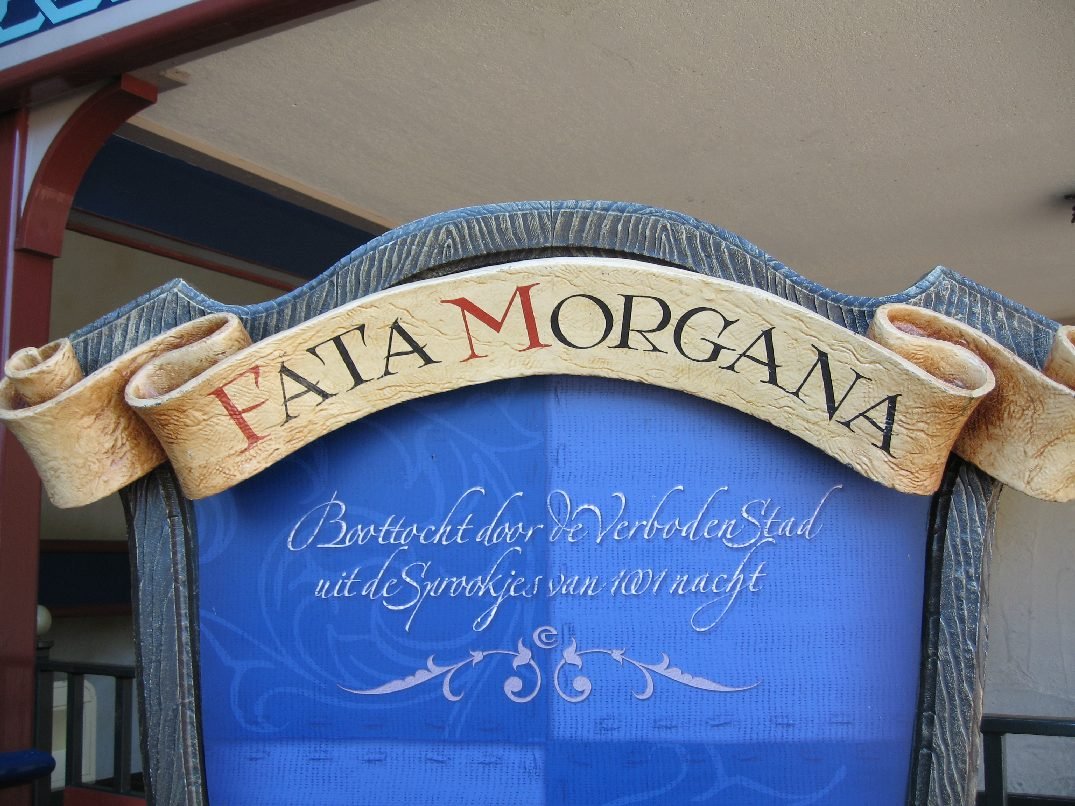 FATA MORGANA
Boottocht door de Verboden Stad
uit de Sprookjes van 1001 nacht